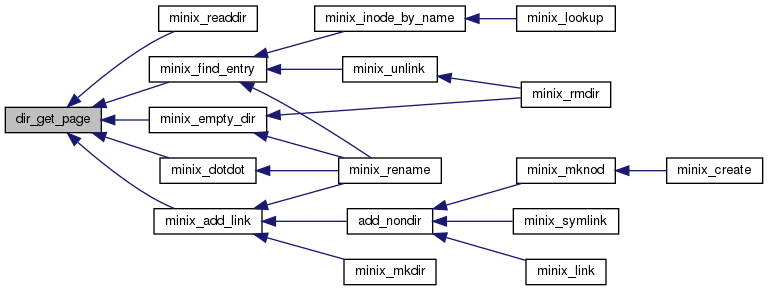 minix_readdir
minix_inode_by_name
minix_lookup
minix_find_entry
minix_unlink
minix_rmdir
dir_get_page
minix_empty_dir
minix_dotdot
minix_rename
minix_mknod
minix_create
minix_add_link
add_nondir
minix_symlink
minix_mkdir
minix_link